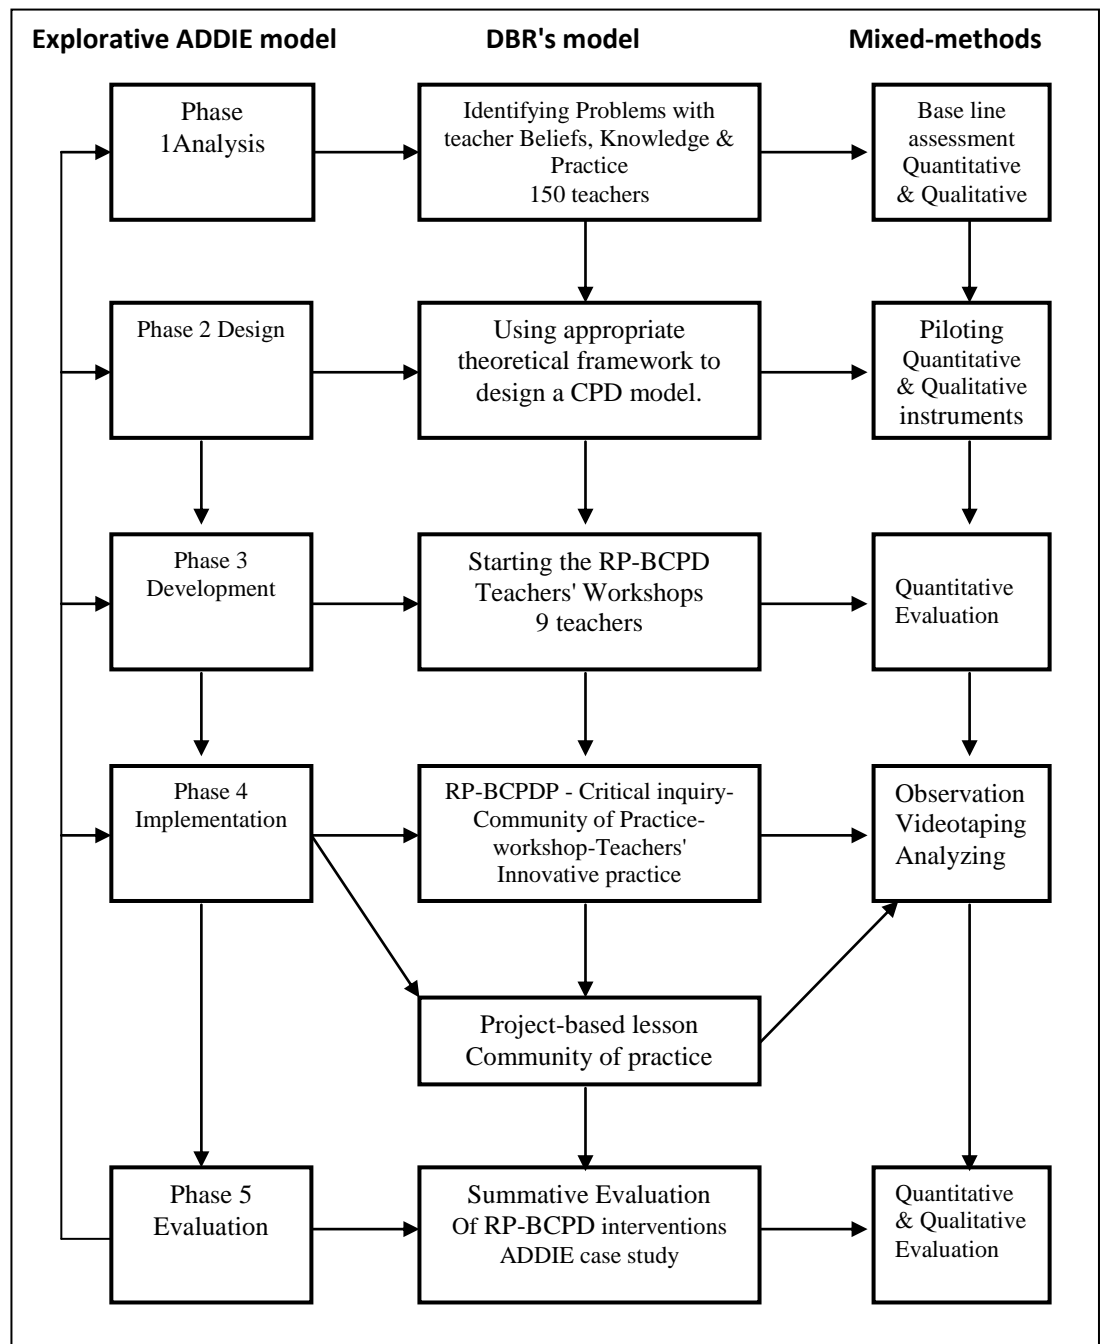 Explorative ADDIE model
DBR's model
Mixed-methods
Phase
1Analysis
Identifying Problems with
teacher Beliefs, Knowledge &
Practice
150 teachers
Base line
assessment
Quantitative
& Qualitative
Phase 2 Design
Using appropriate
theoretical framework to
design a CPD model.
Piloting
Quantitative
& Qualitative
instruments
Phase 3
Development
Starting the RP-BCPD
Teachers' Workshops
9 teachers
Quantitative
Evaluation
Phase 4
Implementation
RP-BCPDP - Critical inquiry-
Community of Practice-
workshop-Teachers'
Innovative practice
Observation
Videotaping
Analyzing
Project-based lesson
Community of practice
Phase 5
Evaluation
Summative Evaluation
Of RP-BCPD interventions
ADDIE case study
Quantitative
& Qualitative
Evaluation